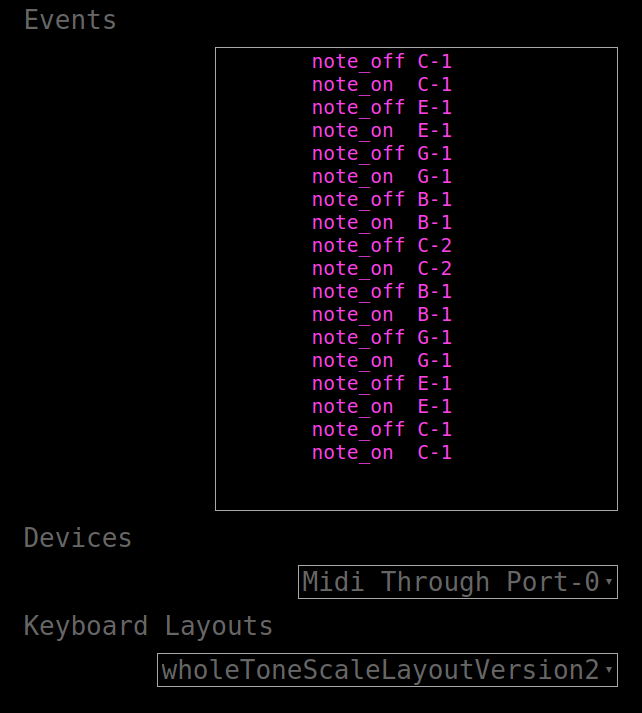 Events
note_off C-1
note_on  C-1
note_off E-1
note_on  E-1
note_off G-1
note_on  G-1
note_off B-1
note_on  B-1
note_off C-2
note_on  C-2
note_off B-1
note_on  B-1
note_off G-1
note_on  G-1
note_off E-1
note_on  E-1
note_off C-1
note_on  C-1
Devices
Midi Through Port-0
Keyboard Layouts
wholeToneScaleLayoutVersion2